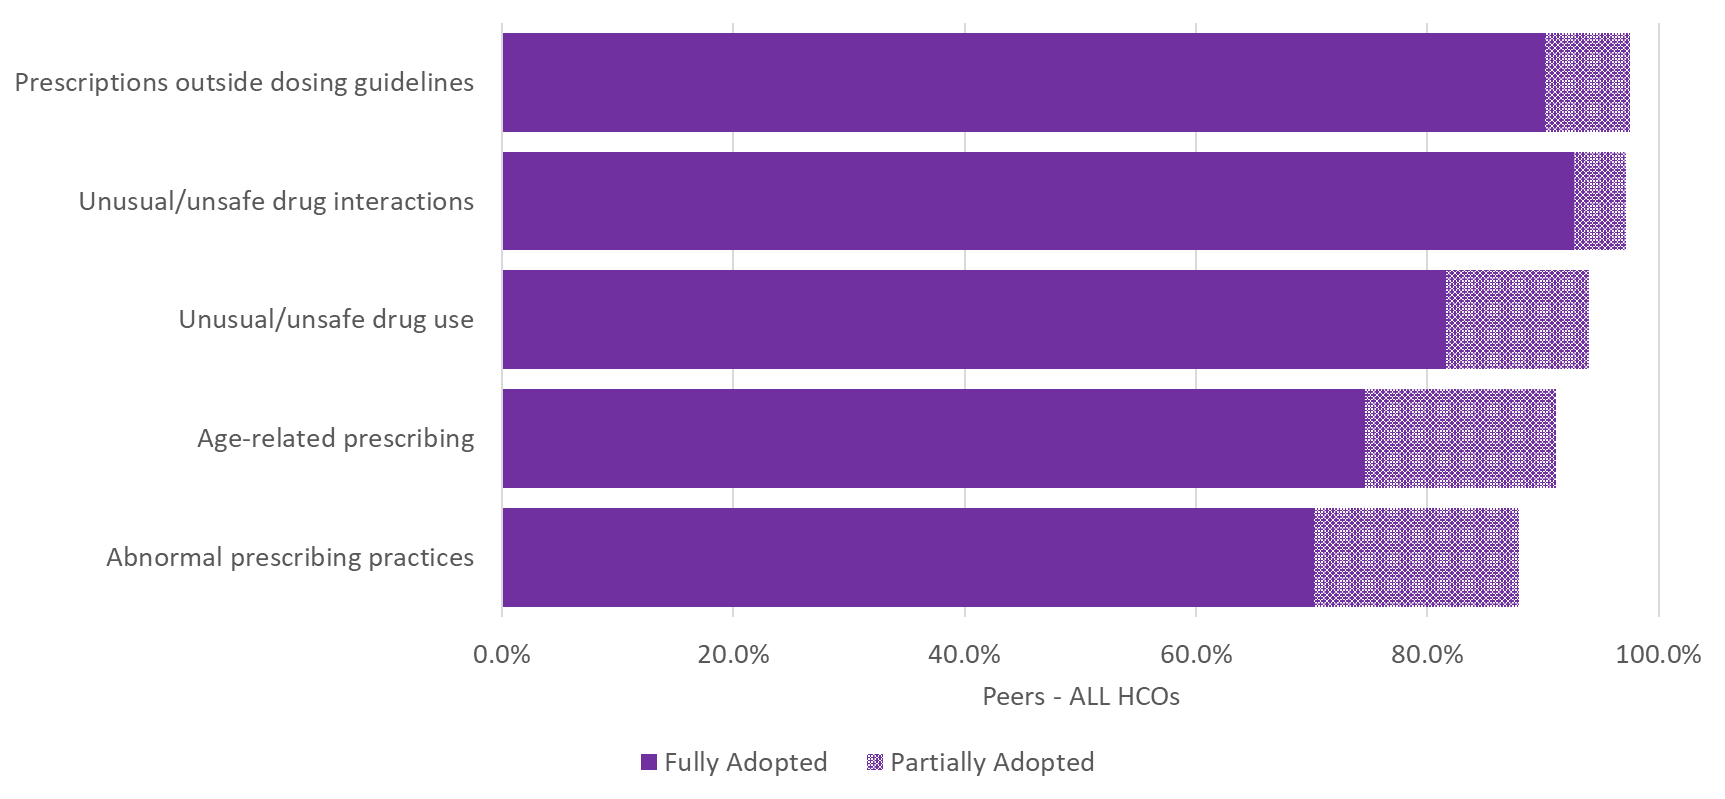 Prescriptions outside dosing guidelines
Unusual/unsafe drug interactions
Unusual/unsafe drug use
Age-related prescribing
Abnormal prescribing practices
0.0% 20.0% 40.0% 60.0% 80.0% 100.0%
Peers - ALL HCOs
Fully Adopted Partially Adopted